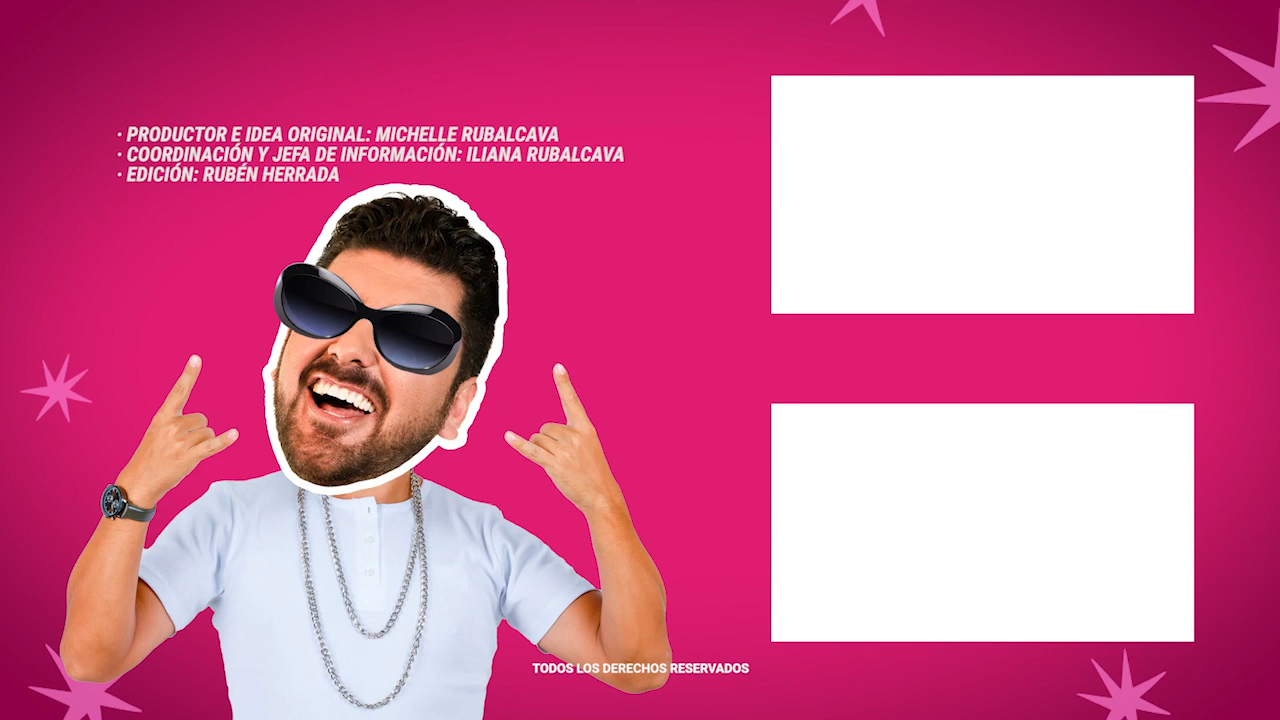 · PRODUCTOR E IDEA ORIGINAL: MICHELLE RUBALCAVA
· COORDINACIÓN Y JEFA DE INFORMACIÓN: ILIANA RUBALCAVA
· EDICIÓN: RUBÉN HERRADA
TODOS LOS DERECHOS RESERVADOS